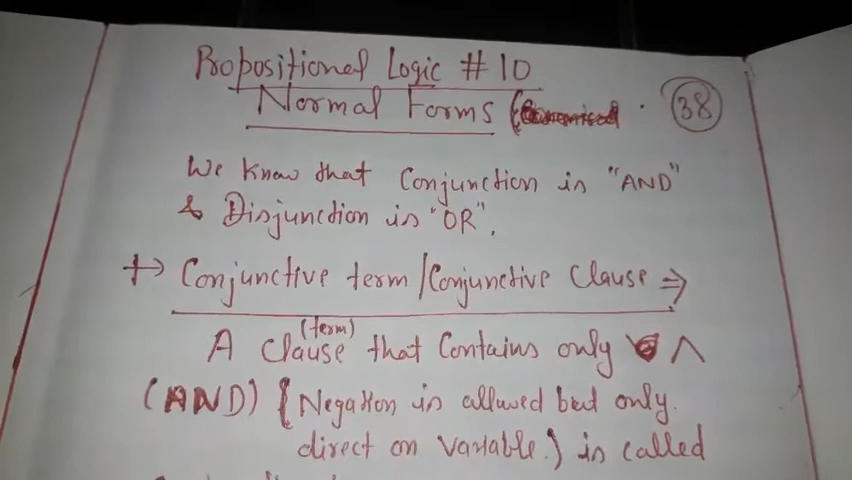 Propositional Logic # 10
Normal Forms (
38
We know that Conjunction is "AND"
& Disjunction is "OR".
Conjunctive term/Conjunctive Clause ⇒
(term)
A Clause that Contains only ∧
(AND) (Negation is allowed but only
direct on variable.) is called